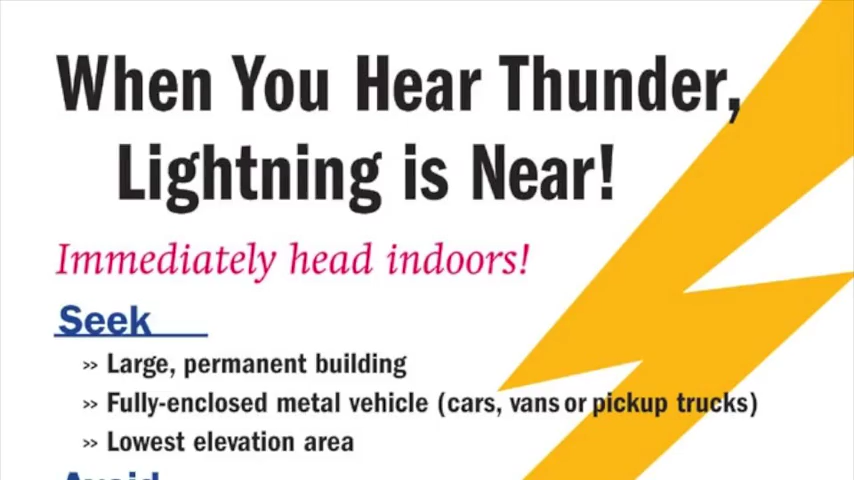 When You Hear Thunder,
Lightning is Near!
Immediately head indoors!
Seek
>> Large, permanent building
>> Fully-enclosed metal vehicle (cars, vans or pickup trucks)
>> Lowest elevation area
Avoid